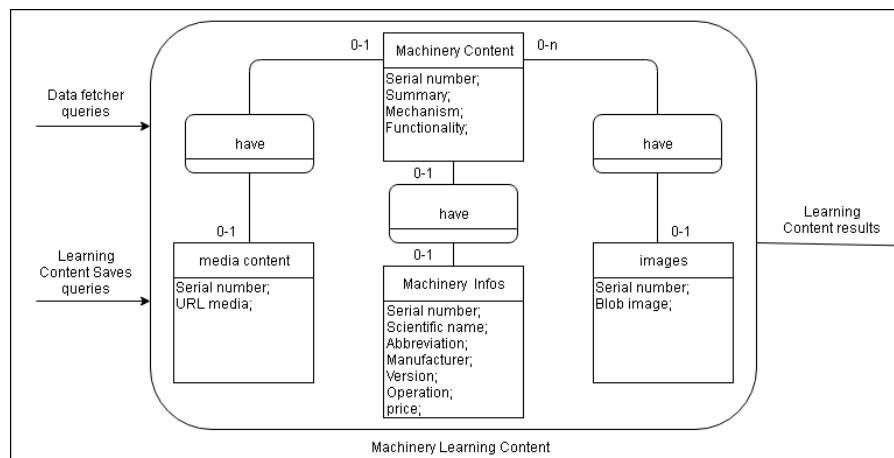 0-1
Machinery Content
0-n
Serial number;
Summary;
Mechanism;
Functionality;
Data fetcher
queries
have
have
0-1
have
0-1
0-1
0-1
Learning
Content results
Learning
Content Saves
queries
media content
Serial number;
URL media;
Machinery Infos
Serial number;
Scientific name;
Abbreviation;
Manufacturer;
Version;
Operation;
price;
images
Serial number;
Blob image;
Machinery Learning Content